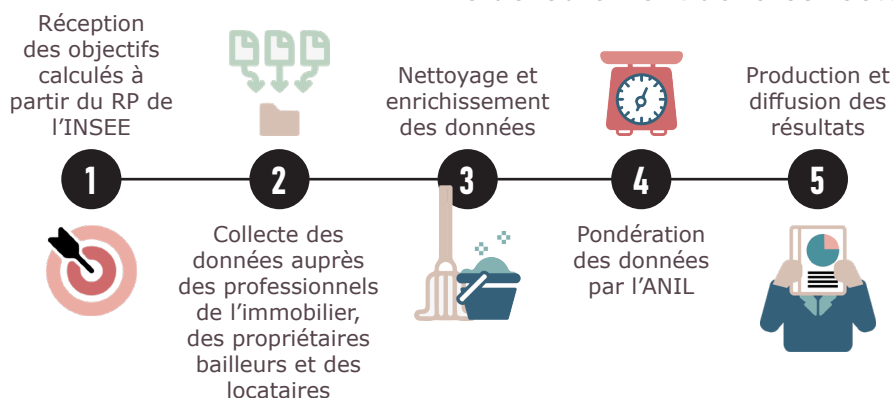 Réception
des objectifs
calculés à
partir du RP de
l'INSEE
1
2
Collecte des
données auprès
des professionnels
de l'immobilier,
des propriétaires
bailleurs et des
locataires
Nettoyage et
enrichissement
des données
3
4
Pondération
des données
par l'ANIL
Production et
diffusion des
résultats
5